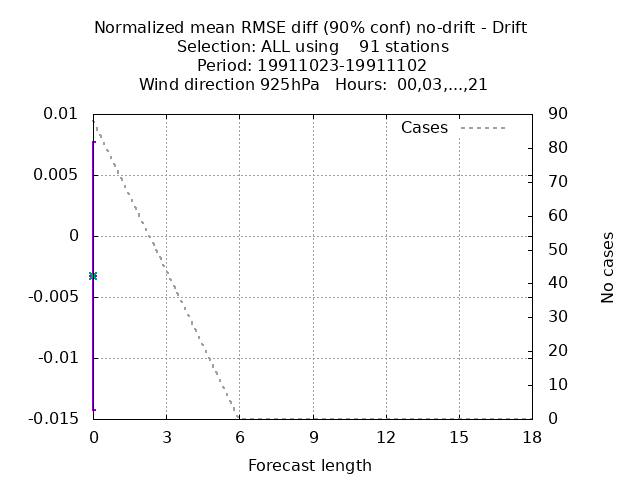 Normalized mean RMSE diff (90% conf) no-drift - Drift
Selection: ALL using    91 stations
Period: 19911023-19911102
Wind direction 925hPa   Hours:  00,03,...,21
0.01
0.005
0
-0.005
-0.01
-0.015
Cases
90
80
70
60
50
40
30
20
10
0
No cases
0 3 6 9 12 15 18
Forecast length